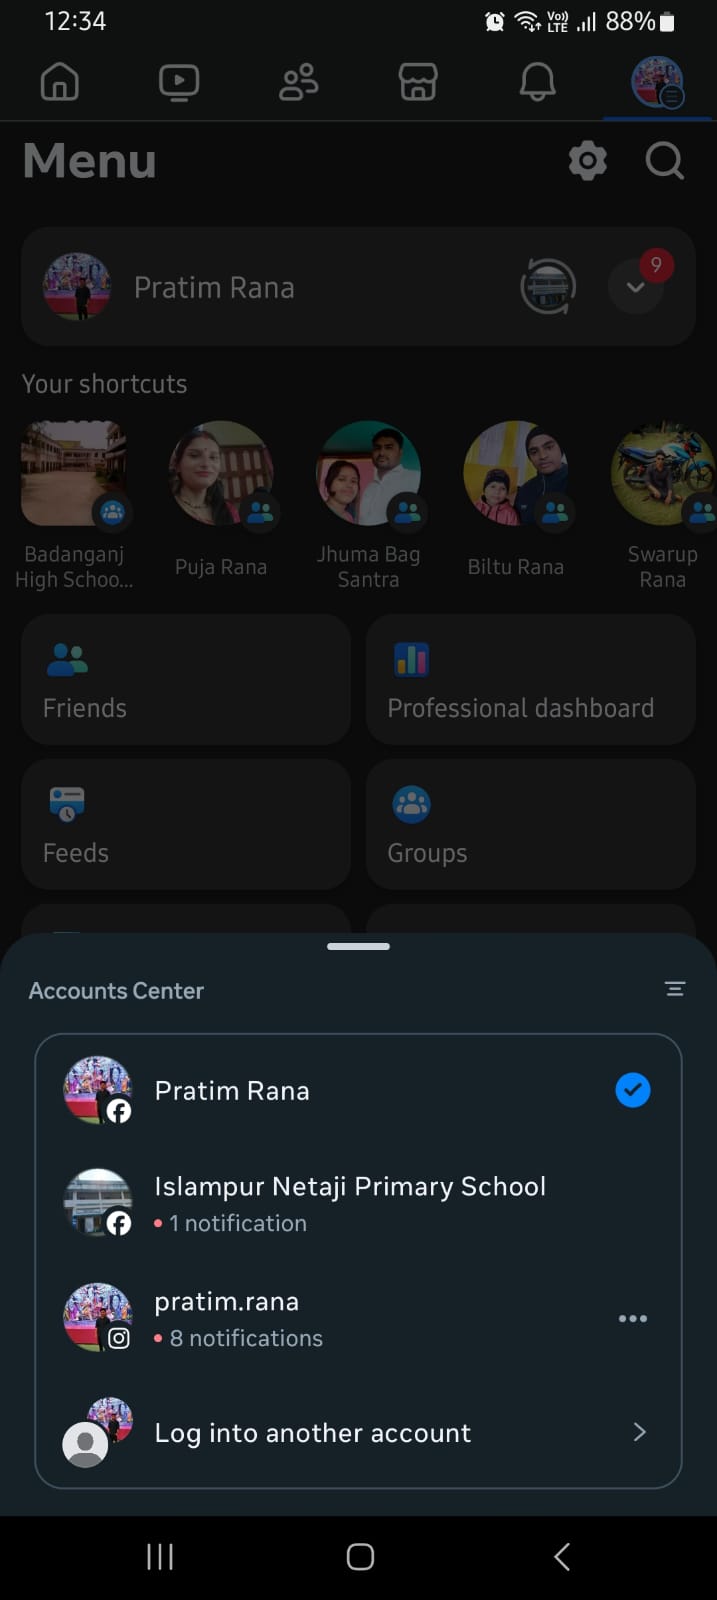 12:34
Vo)) LTE 88%
Menu
Pratim Rana
9
Your shortcuts
Badanganj
High Schoo...
Puja Rana
Jhuma Bag
Santra
Biltu Rana
Swarup
Rana
Friends
Professional dashboard
Feeds
Groups
Accounts Center
Pratim Rana
Islampur Netaji Primary School
1 notification
pratim.rana
8 notifications
Log into another account